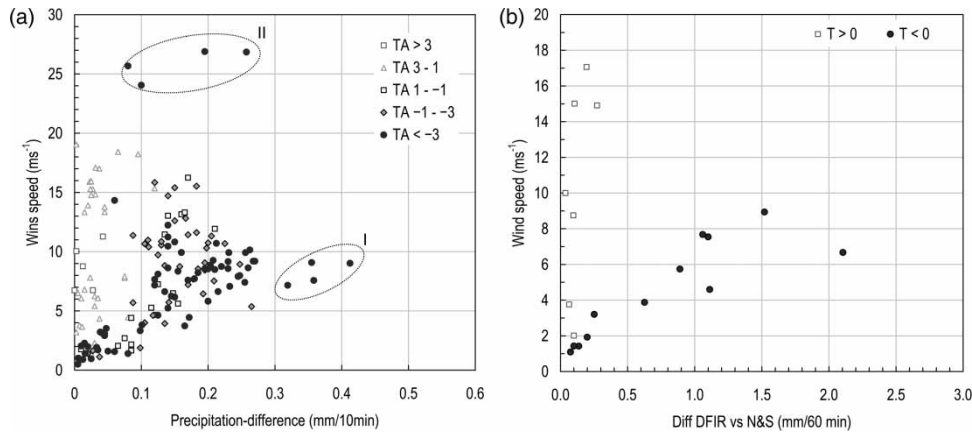 (a)
30
25
20
15
10
5
0
Wins speed (ms⁻¹)
II
I
□ TA > 3
△ TA 3 - 1
□ TA 1 - −1
◆ TA −1 - −3
● TA < −3
0 0.1 0.2 0.3 0.4 0.5 0.6
Precipitation-difference (mm/10min)
(b)
20
18
16
14
12
10
8
6
4
2
0
Wind speed (ms⁻¹)
□ T > 0 ● T < 0
0.0 0.5 1.0 1.5 2.0 2.5 3.0
Diff DFIR vs N&S (mm/60 min)